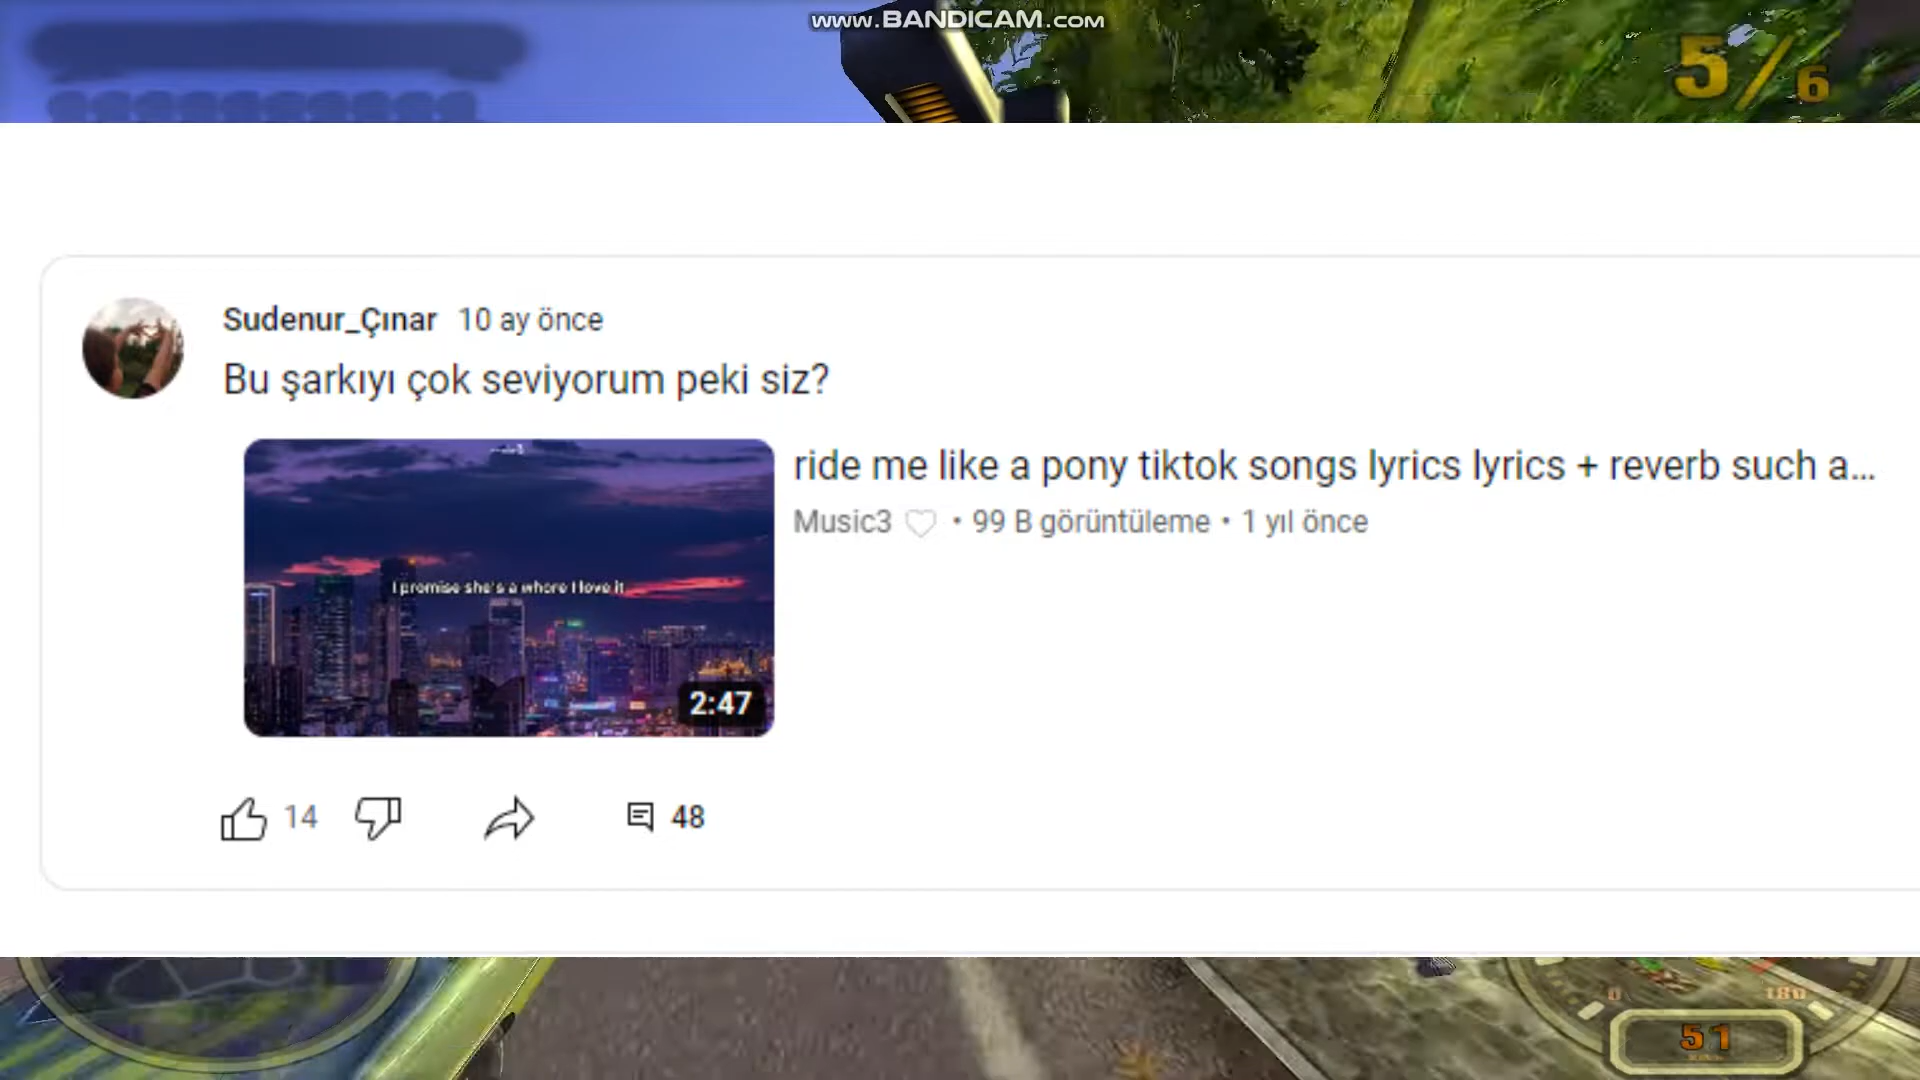 www.BANDICAM.com
5/6
Sudenur_Çınar 10 ay önce
Bu şarkıyı çok seviyorum peki siz?
ride me like a pony tiktok songs lyrics lyrics + reverb such a...
Music3 ♡ • 99 B görüntüleme • 1 yıl önce
I promise she's a whore I love it
2:47
14
48
0
180
51